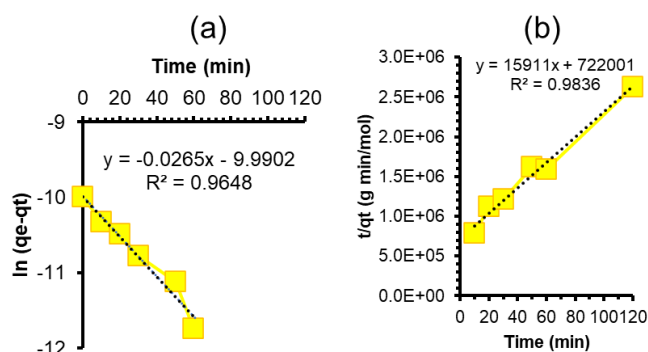 (a)
Time (min)
0 20 40 60 80 100 120
-9
-10
-11
-12
ln (qe-qt)
y = -0.0265x - 9.9902
R² = 0.9648
(b)
3.0E+06
2.5E+06
2.0E+06
1.5E+06
1.0E+06
5.0E+05
0.0E+00
t/qt (g min/mol)
y = 15911x + 722001
R² = 0.9836
0 20 40 60 80 100 120
Time (min)